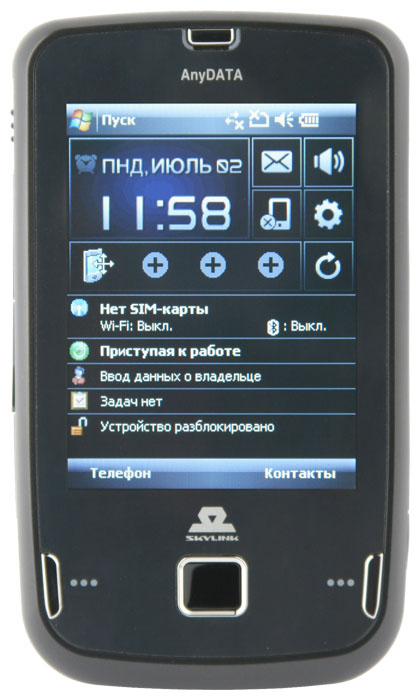 AnyDATA
Пуск
ПНД, ИЮЛЬ 02
11:58
Нет SIM-карты
Wi-Fi: Выкл. : Выкл.
Приступая к работе
Ввод данных о владельце
Задач нет
Устройство разблокировано
Телефон Контакты
SKYLINK